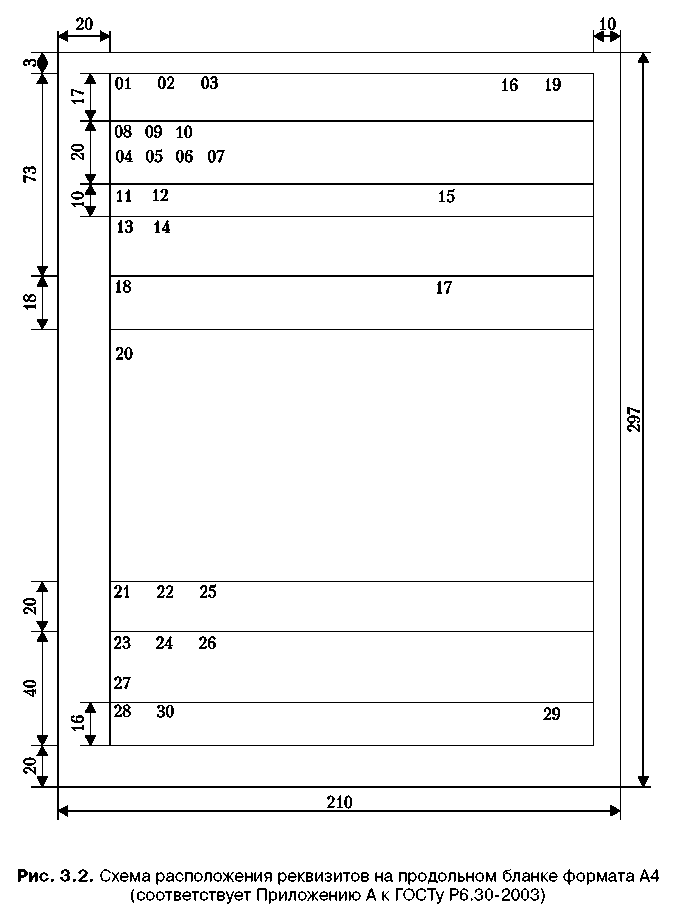 20 10
3
01 02 03 16 19
17
08 09 10
20
04 05 06 07
73
11 12 15
10
13 14
18 17
18
20
297
21 22 25
20
23 24 26
27
40
28 30 29
16
20
210
Рис. 3.2. Схема расположения реквизитов на продольном бланке формата А4
(соответствует Приложению А к ГОСТу Р6.30-2003)